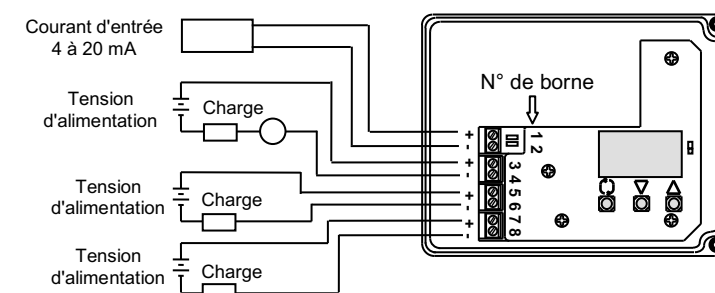 Courant d'entrée
4 à 20 mA
N° de borne
Tension
d'alimentation
Charge
Tension
d'alimentation
Charge
Tension
d'alimentation
Charge
+
-
+
-
+
-
+
-
1
2
3
4
5
6
7
8